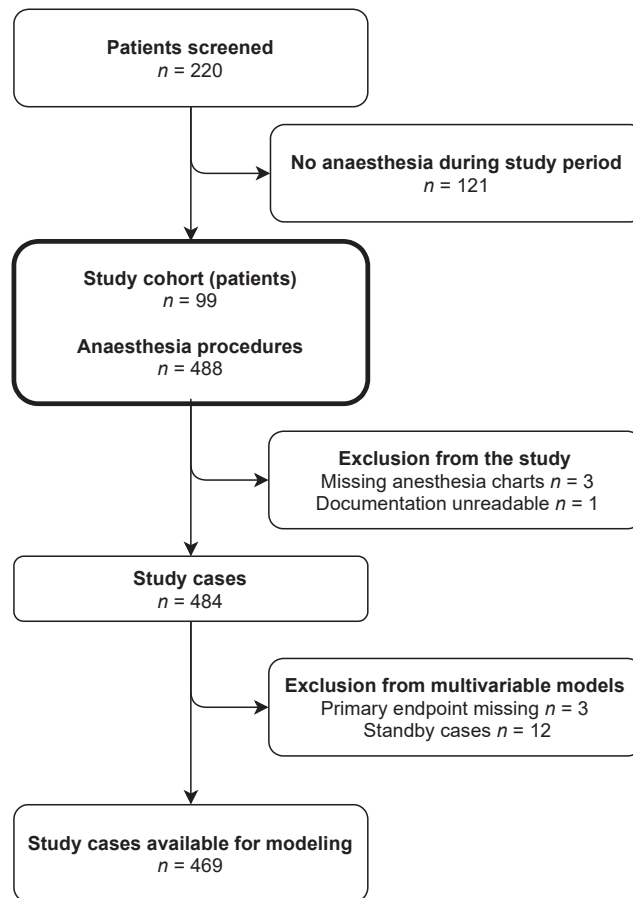 Patients screened
n = 220
No anaesthesia during study period
n = 121
Study cohort (patients)
n = 99
Anaesthesia procedures
n = 488
Exclusion from the study
Missing anesthesia charts n = 3
Documentation unreadable n = 1
Study cases
n = 484
Exclusion from multivariable models
Primary endpoint missing n = 3
Standby cases n = 12
Study cases available for modeling
n = 469